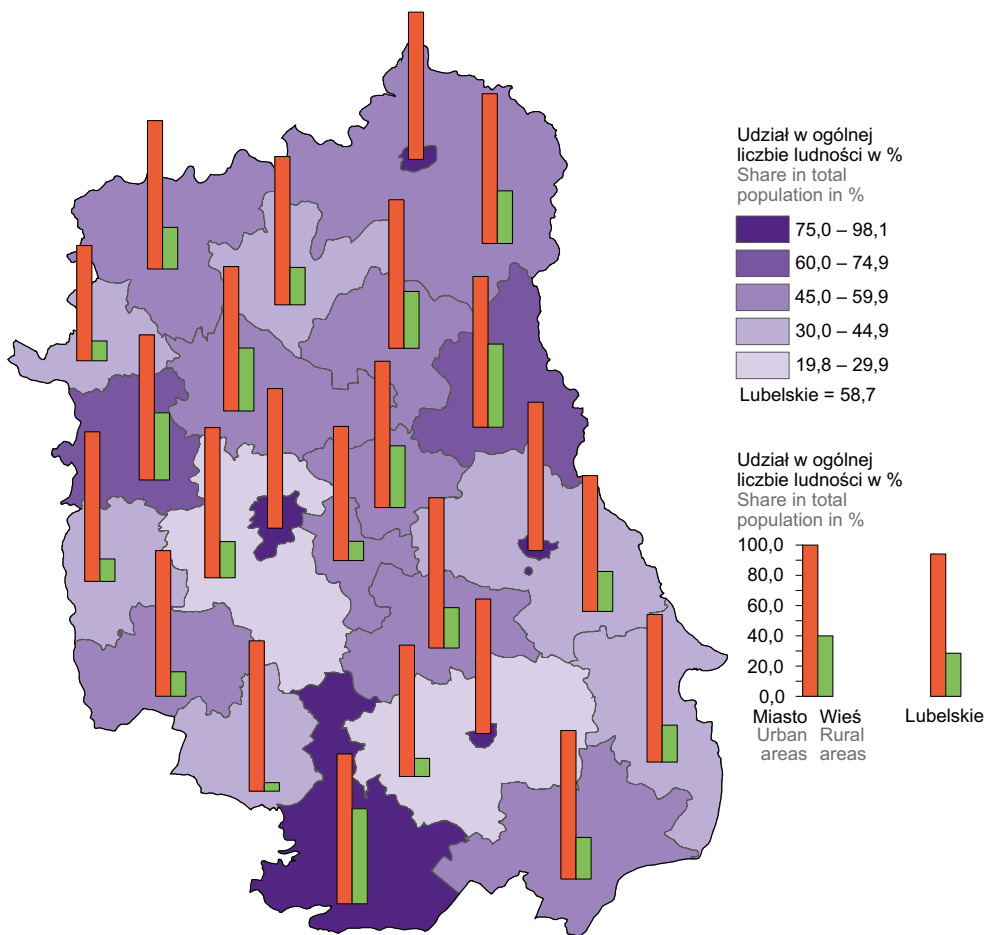 Udział w ogólnej
liczbie ludności w %
Share in total
population in %
75,0 – 98,1
60,0 – 74,9
45,0 – 59,9
30,0 – 44,9
19,8 – 29,9
Lubelskie = 58,7
Udział w ogólnej
liczbie ludności w %
Share in total
population in %
100,0
80,0
60,0
40,0
20,0
0,0
Miasto Wieś Lubelskie
Urban Rural
areas areas